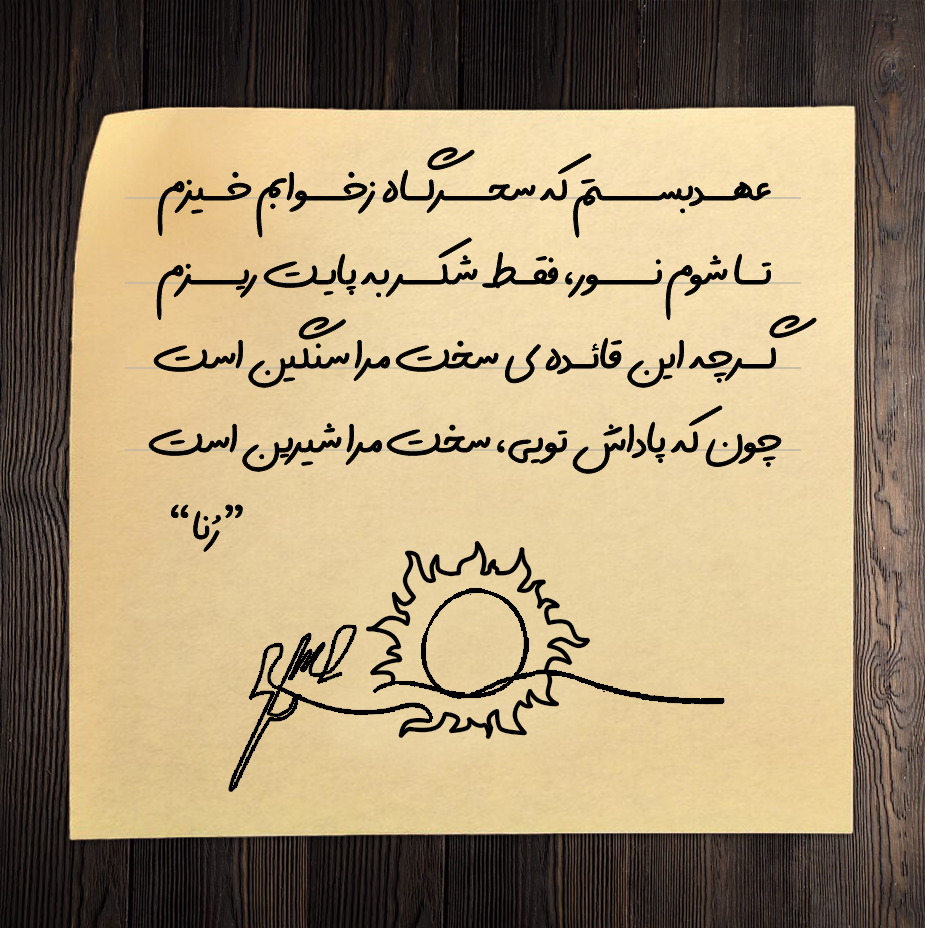 عهد بستم که سحرگاه ز خوابم خیزم
تا شوم نور، فقط شکر به پایت ریزم
گرچه این قائده ی سخت مرا سنگین است
چون که پاداش تویی، سخت مرا شیرین است
”رُنا“